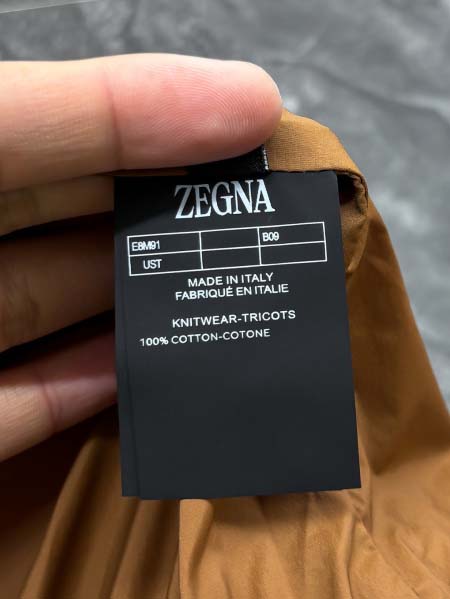 ZEGNA
E8M91 B09
UST
MADE IN ITALY
FABRIQUÉ EN ITALIE
KNITWEAR-TRICOTS
100% COTTON-COTONE